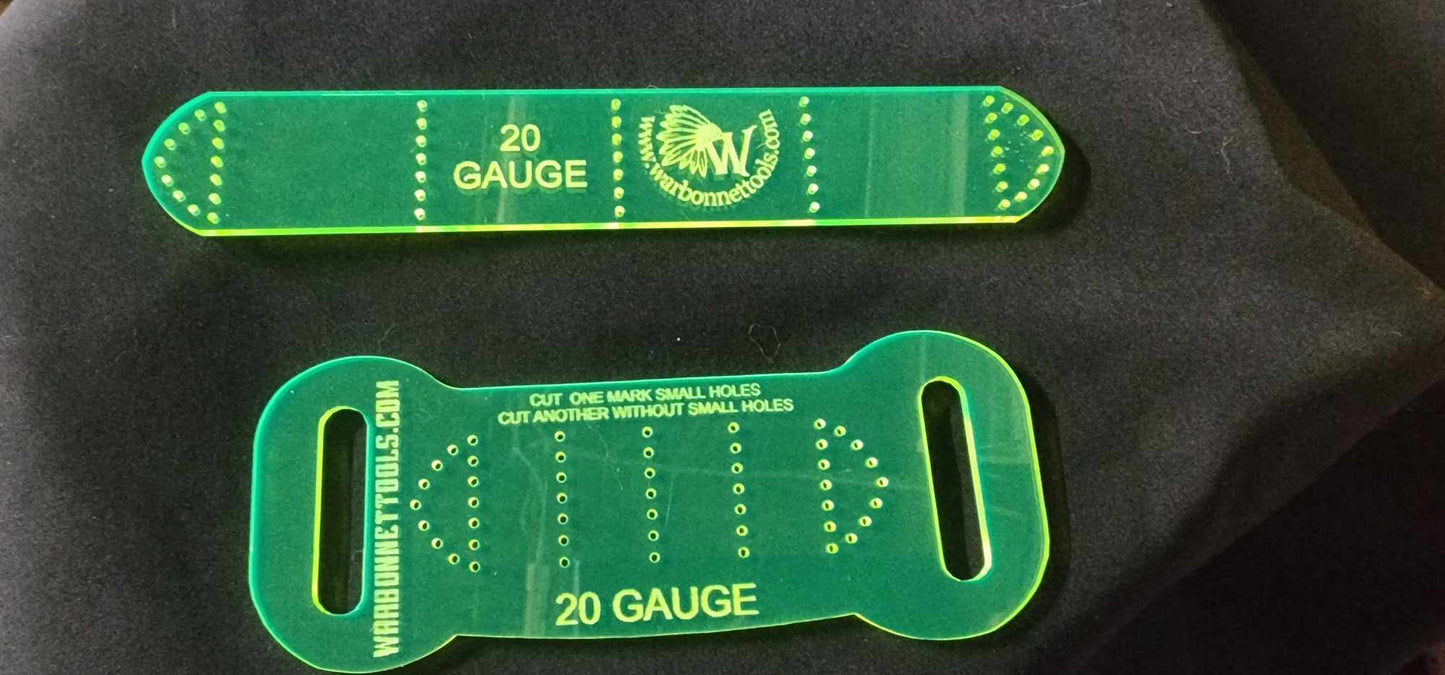 20
GAUGE
W
www.warbonnettools.com
WARBONNETTOOLS.COM
CUT ONE MARK SMALL HOLES
CUT ANOTHER WITHOUT SMALL HOLES
20 GAUGE